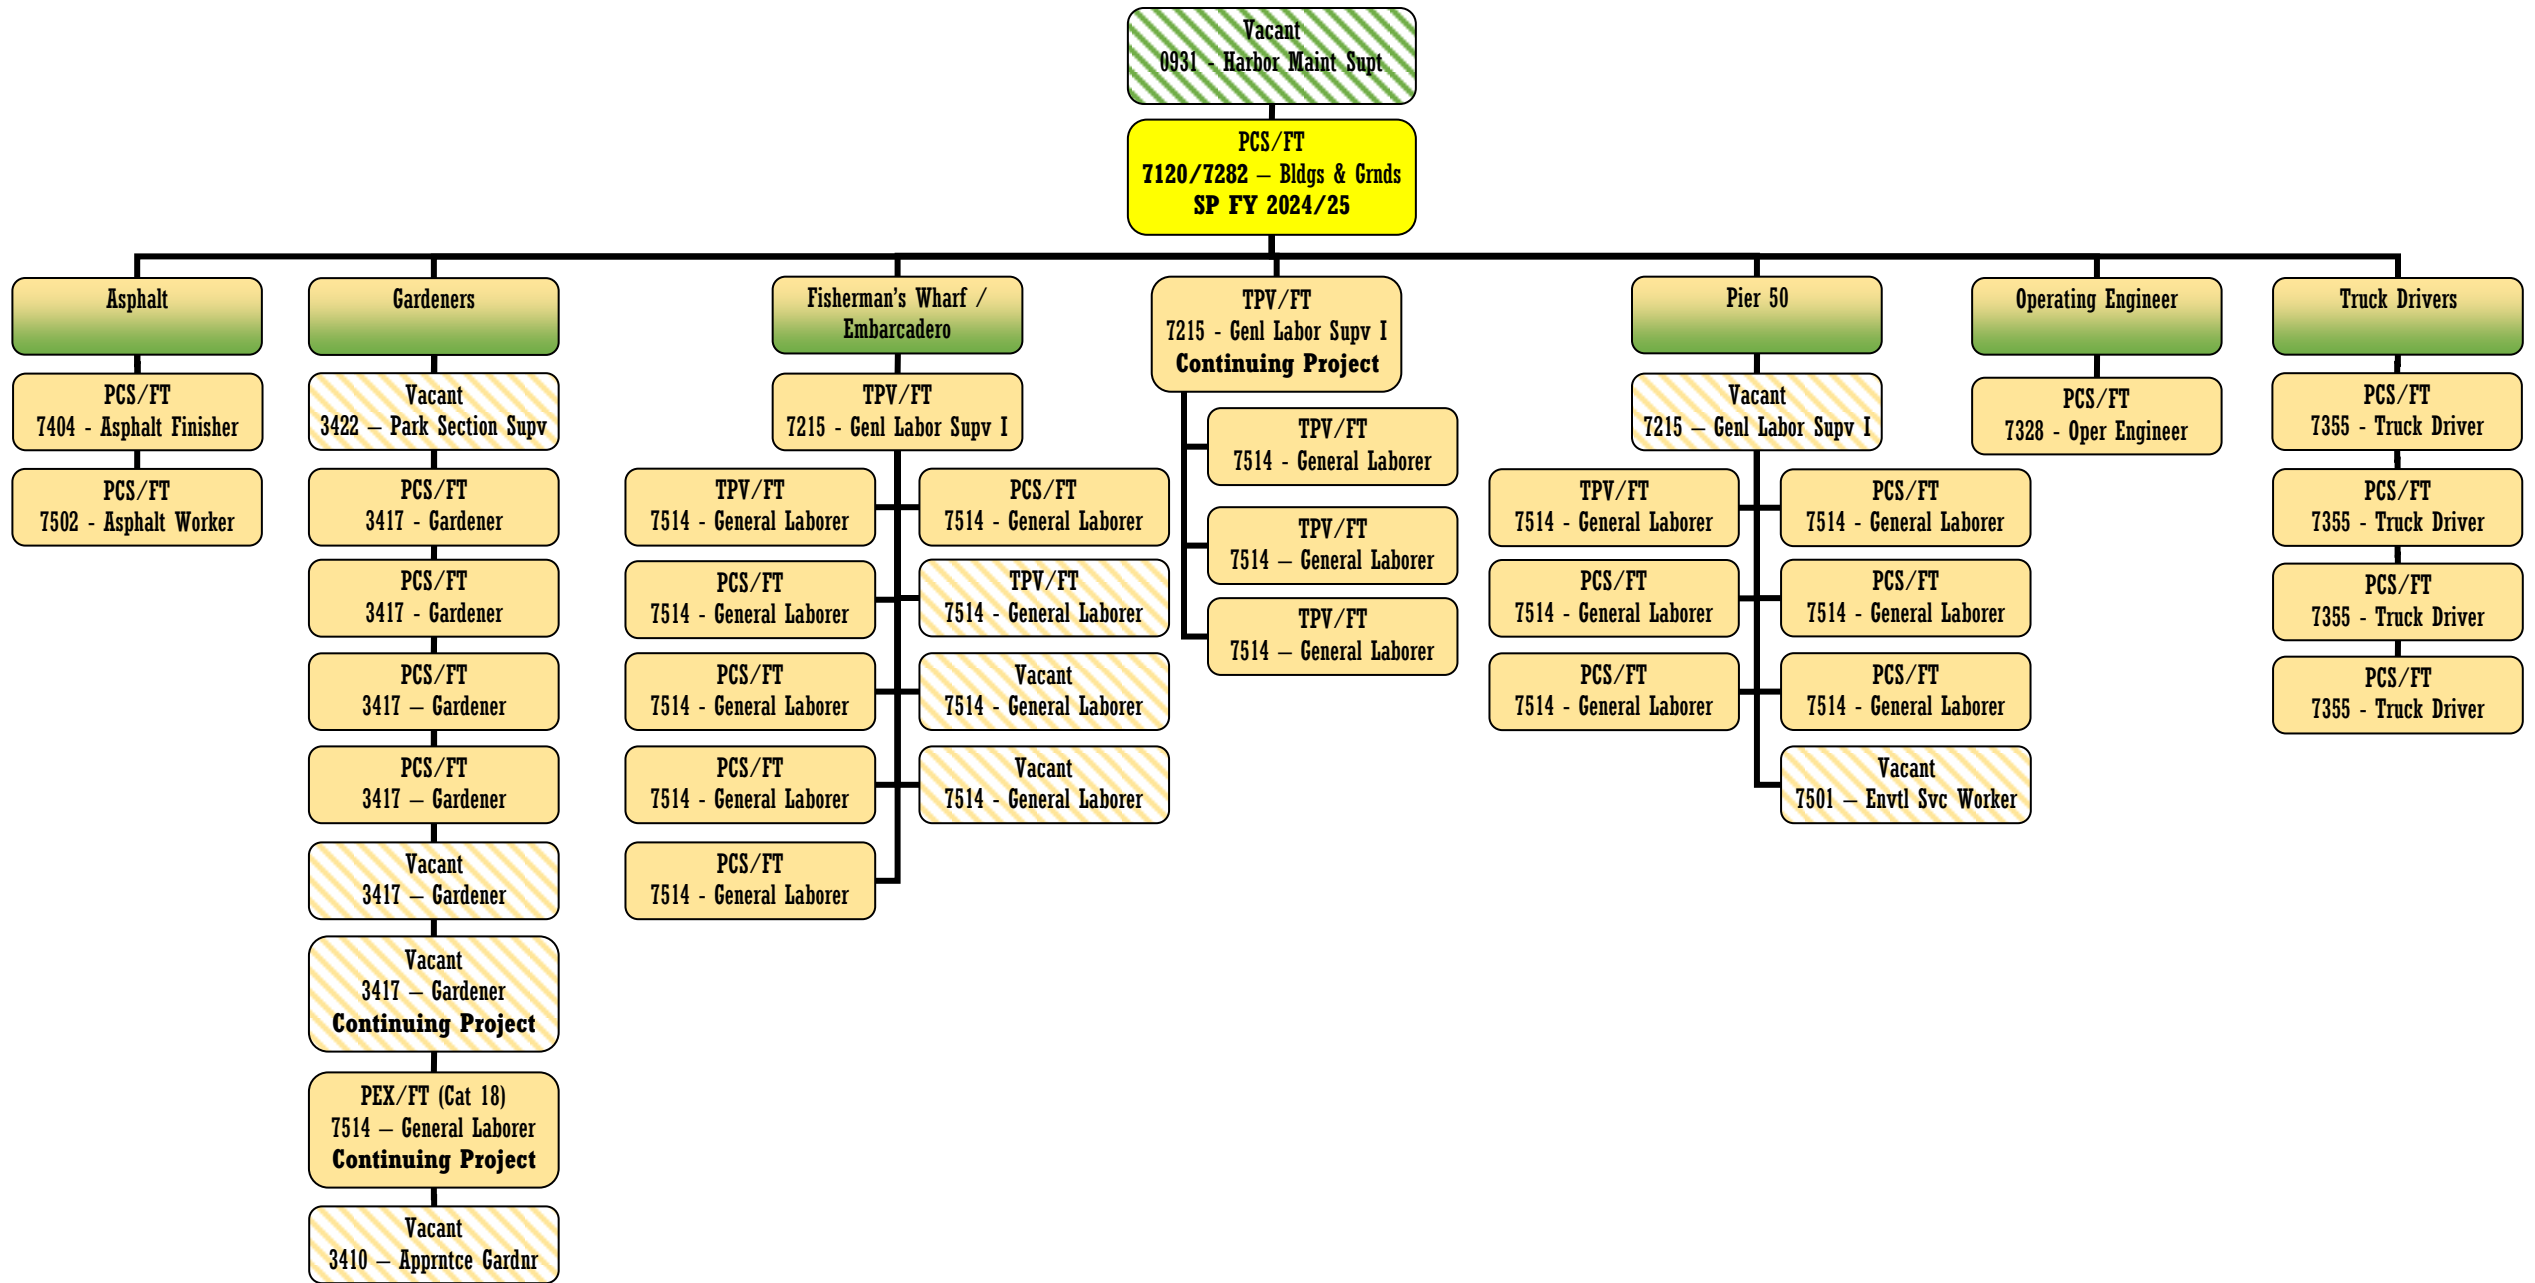 Vacant
0931 - Harbor Maint Supt
PCS/FT
7120/7282 – Bldgs & Grnds
SP FY 2024/25
Asphalt
PCS/FT
7404 - Asphalt Finisher
PCS/FT
7502 - Asphalt Worker
Gardeners
Vacant
3422 – Park Section Supv
PCS/FT
3417 - Gardener
PCS/FT
3417 - Gardener
PCS/FT
3417 – Gardener
PCS/FT
3417 – Gardener
Vacant
3417 – Gardener
Vacant
3417 – Gardener
Continuing Project
PEX/FT (Cat 18)
7514 – General Laborer
Continuing Project
Vacant
3410 – Apprntce Gardnr
Fisherman's Wharf /
Embarcadero
TPV/FT
7215 - Genl Labor Supv I
TPV/FT
7514 - General Laborer
PCS/FT
7514 - General Laborer
PCS/FT
7514 - General Laborer
TPV/FT
7514 - General Laborer
PCS/FT
7514 - General Laborer
Vacant
7514 - General Laborer
PCS/FT
7514 - General Laborer
Vacant
7514 - General Laborer
PCS/FT
7514 - General Laborer
TPV/FT
7215 - Genl Labor Supv I
Continuing Project
TPV/FT
7514 - General Laborer
TPV/FT
7514 – General Laborer
TPV/FT
7514 – General Laborer
Pier 50
Vacant
7215 – Genl Labor Supv I
TPV/FT
7514 - General Laborer
PCS/FT
7514 - General Laborer
PCS/FT
7514 - General Laborer
PCS/FT
7514 - General Laborer
PCS/FT
7514 - General Laborer
PCS/FT
7514 - General Laborer
Vacant
7501 – Envtl Svc Worker
Operating Engineer
PCS/FT
7328 - Oper Engineer
Truck Drivers
PCS/FT
7355 - Truck Driver
PCS/FT
7355 - Truck Driver
PCS/FT
7355 - Truck Driver
PCS/FT
7355 - Truck Driver